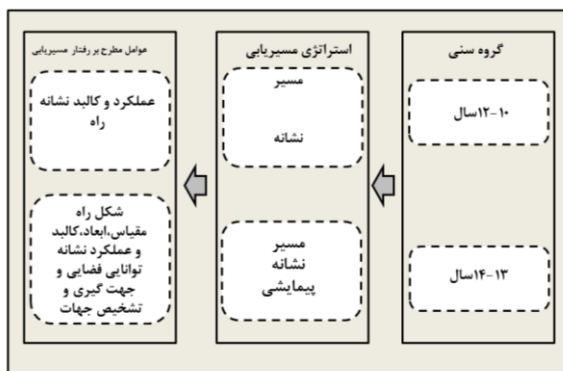 گروه سنی
۱۰-۱۲سال
۱۳-۱۴سال
استراتژی مسیریابی
مسیر
نشانه
مسیر
نشانه
پیمایشی
عوامل مطرح بر رفتار مسیریابی
عملکرد و کالبد نشانه
راه
شکل راه
مقیاس،ابعاد،کالبد
و عملکرد نشانه
توانایی فضایی و
جهت گیری و
تشخیص جهات